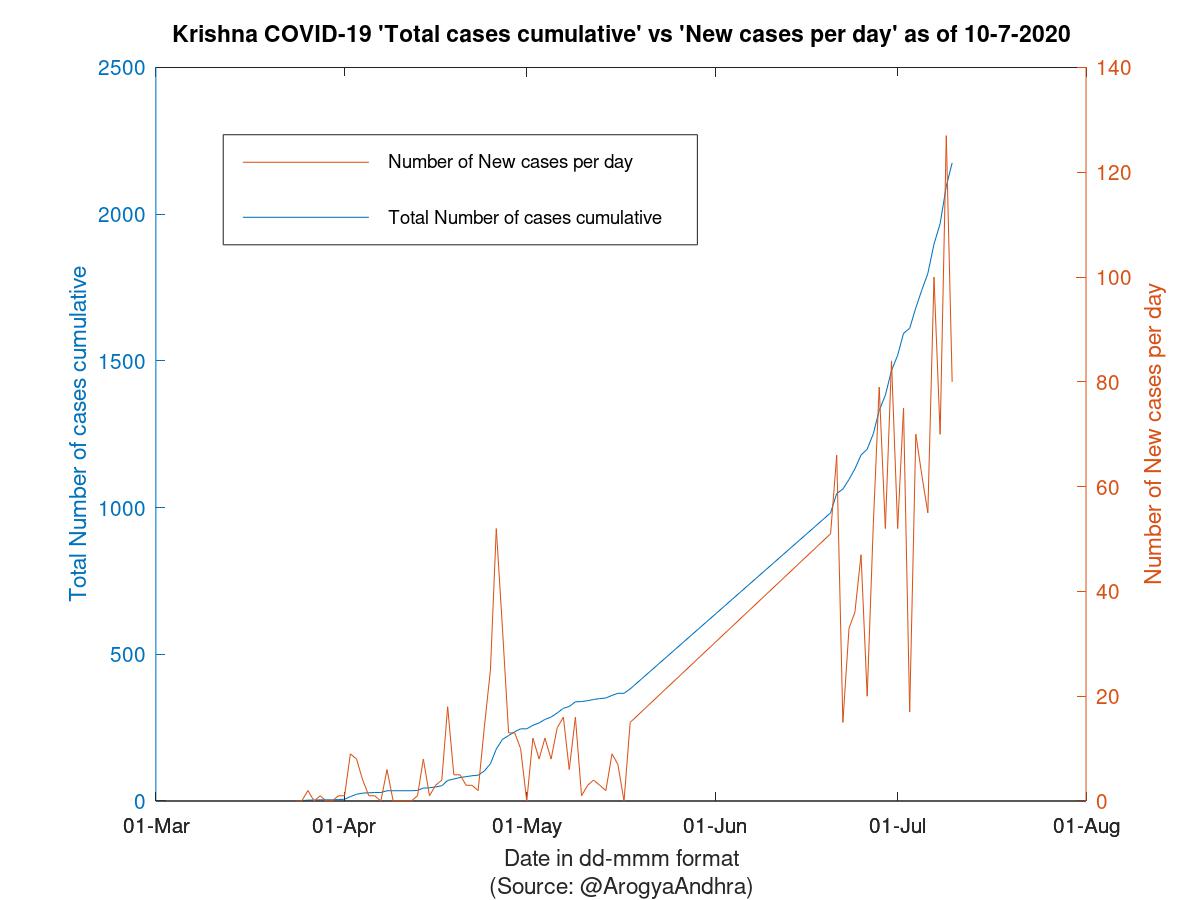 Krishna COVID-19 'Total cases cumulative' vs 'New cases per day' as of 10-7-2020
2500
2000
1500
1000
500
0
Total Number of cases cumulative
Number of New cases per day
Total Number of cases cumulative
140
120
100
80
60
40
20
0
Number of New cases per day
01-Mar
01-Apr
01-May
01-Jun
01-Jul
01-Aug
Date in dd-mmm format
(Source: @ArogyaAndhra)